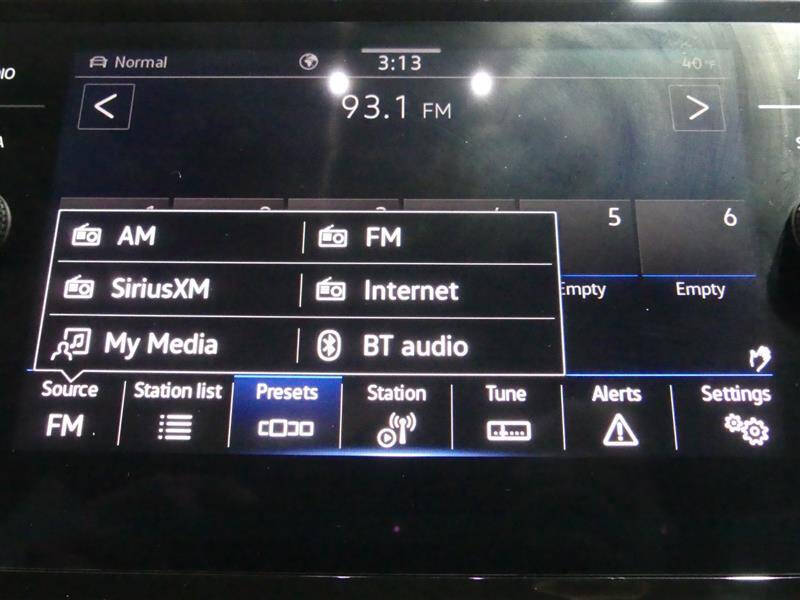 Normal 3:13 40°F
93.1 FM
5 6
AM FM
SiriusXM Internet
Empty Empty
My Media BT audio
Source Station list Presets Station Tune Alerts Settings
FM